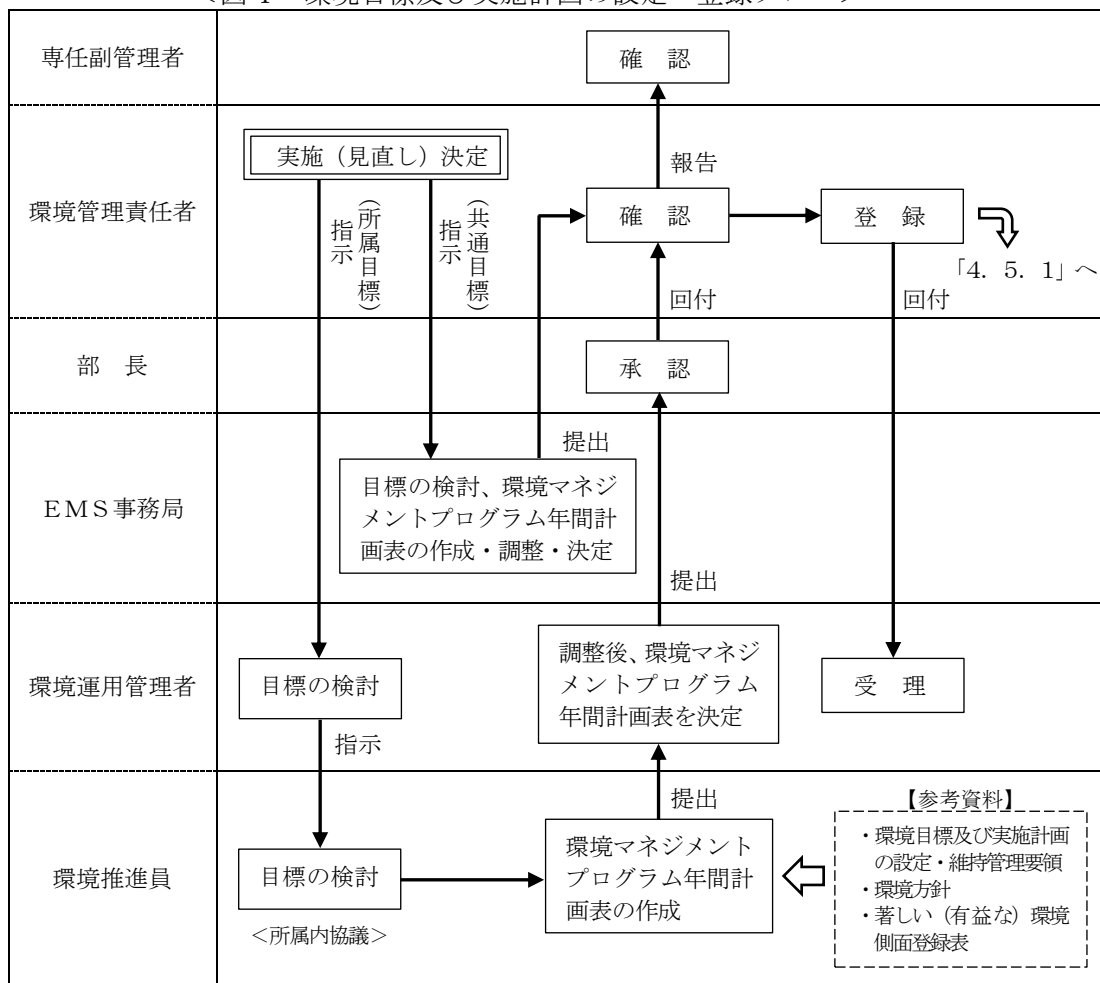 専任副管理者
確 認
環境管理責任者
実施（見直し）決定
報告
指示
（所属目標）
指示
（共通目標）
確 認
登 録
「4．5．1」へ
回付
回付
部 長
承 認
EMS事務局
提出
目標の検討、環境マネジ
メントプログラム年間計
画表の作成・調整・決定
提出
環境運用管理者
目標の検討
調整後、環境マネジ
メントプログラム
年間計画表を決定
受 理
指示
提出
環境推進員
目標の検討
＜所属内協議＞
環境マネジメント
プログラム年間計
画表の作成
【参考資料】
・環境目標及び実施計画
の設定・維持管理要領
・環境方針
・著しい（有益な）環境
側面登録表